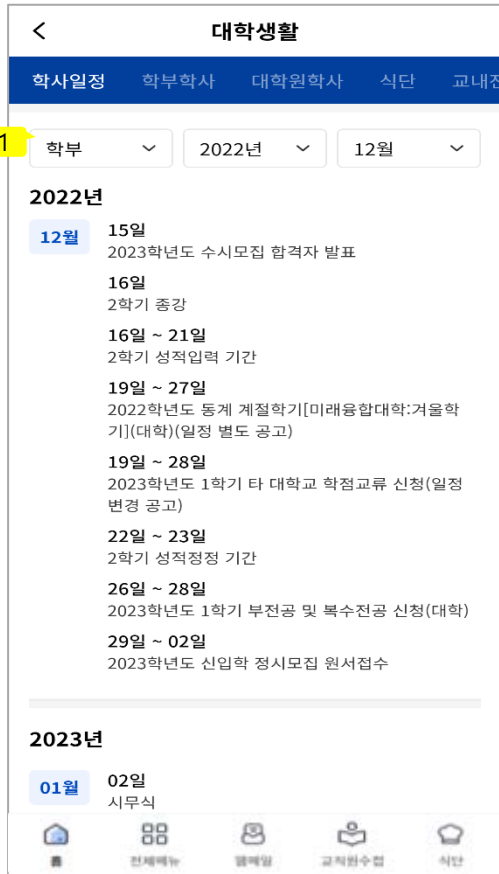 대학생활
학사일정 학부학사 대학원학사 식단 교내전
1
학부 2022년 12월
2022년
12월
15일
2023학년도 수시모집 합격자 발표
16일
2학기 종강
16일 ~ 21일
2학기 성적입력 기간
19일 ~ 27일
2022학년도 동계 계절학기[미래융합대학:겨울학
기](대학)(일정 별도 공고)
19일 ~ 28일
2023학년도 1학기 타 대학교 학점교류 신청(일정
변경 공고)
22일 ~ 23일
2학기 성적정정 기간
26일 ~ 28일
2023학년도 1학기 부전공 및 복수전공 신청(대학)
29일 ~ 02일
2023학년도 신입학 정시모집 원서접수
2023년
01월
02일
시무식
홈 전체메뉴 웹메일 교직원수첩 식단